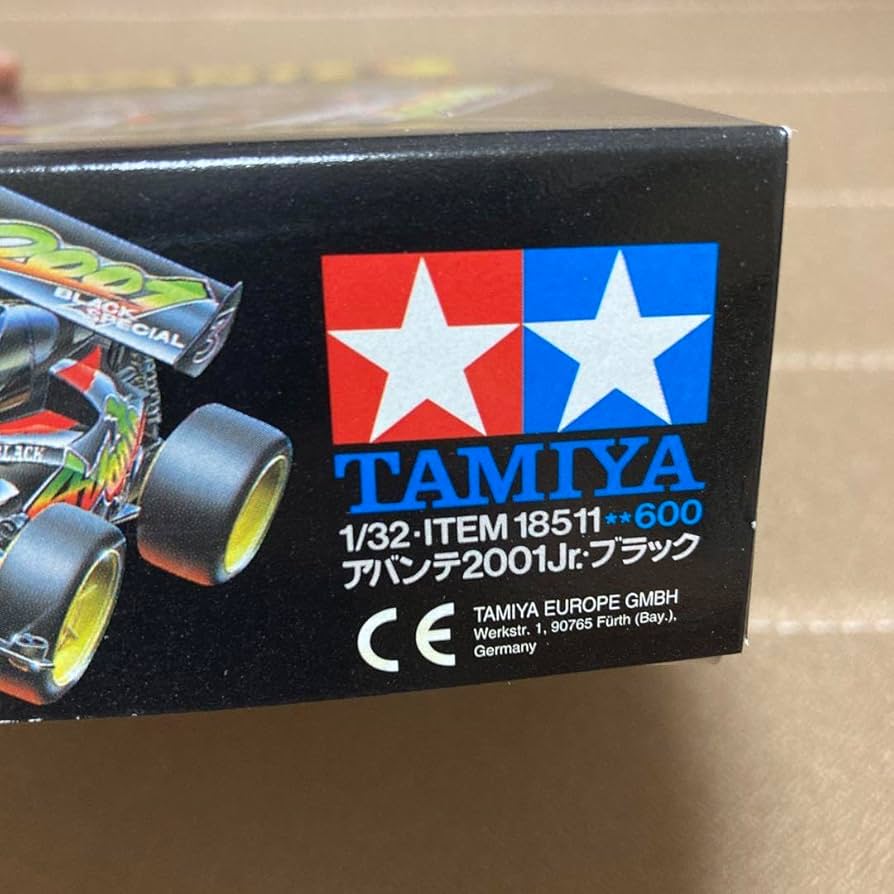 2001
BLACK
SPECIAL
3
BLACK
TAMIYA
1/32・ITEM 18511 **600
アバンテ2001Jr.・ブラック
CE
TAMIYA EUROPE GMBH
Werkstr. 1, 90765 Fürth (Bay.),
Germany